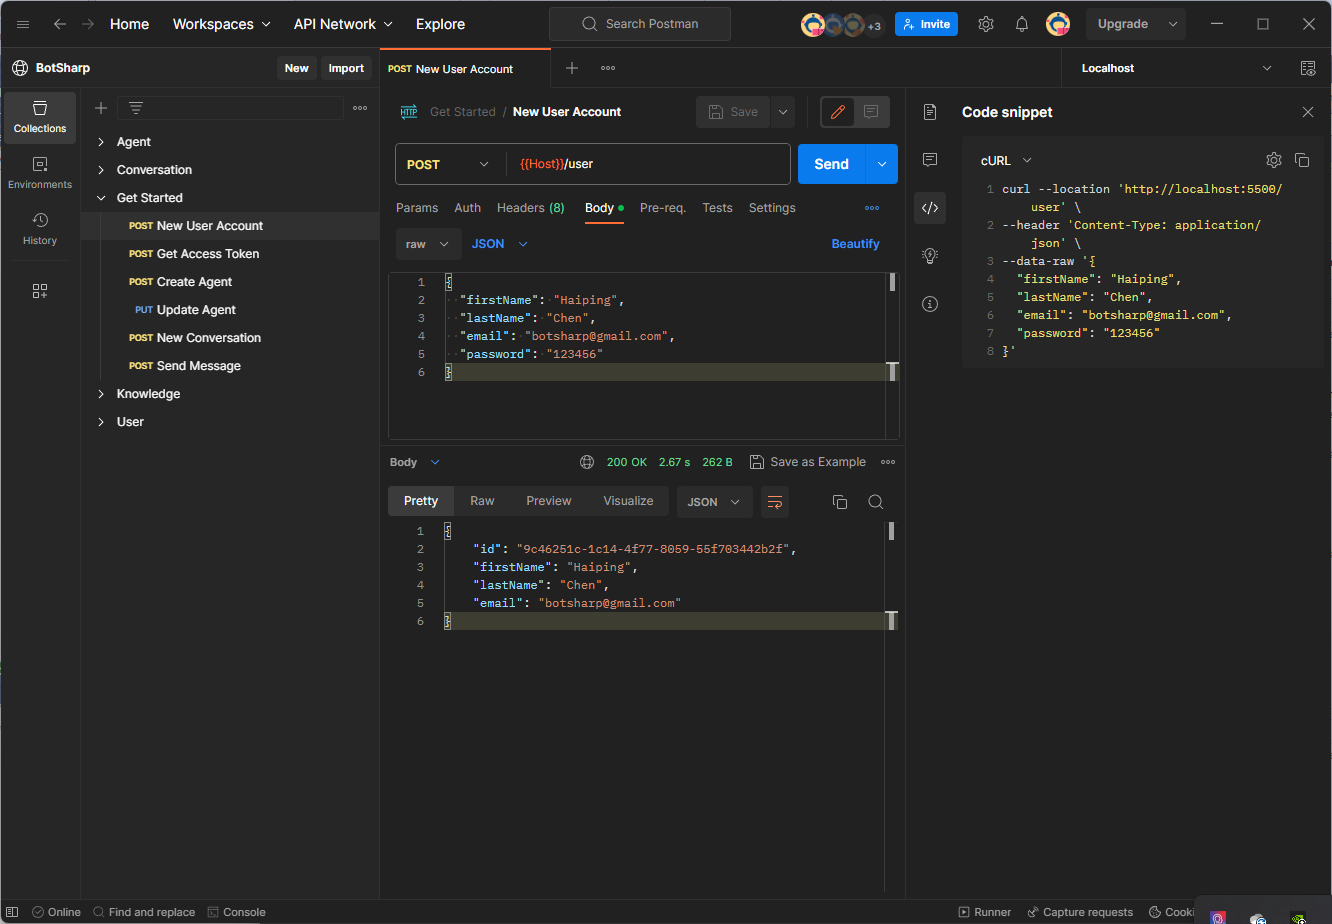 Home Workspaces API Network Explore Search Postman +3 Invite Upgrade
BotSharp New Import POST New User Account Localhost
Collections
Environments
History
Agent
Conversation
Get Started
POST New User Account
POST Get Access Token
POST Create Agent
PUT Update Agent
POST New Conversation
POST Send Message
Knowledge
User
HTTP Get Started / New User Account Save
POST {{Host}}/user Send
Params Auth Headers (8) Body Pre-req. Tests Settings
raw JSON Beautify
1 {
2 "firstName": "Haiping",
3 "lastName": "Chen",
4 "email": "botsharp@gmail.com",
5 "password": "123456"
6 }
Body 200 OK 2.67 s 262 B Save as Example
Pretty Raw Preview Visualize JSON
1 {
2 "id": "9c46251c-1c14-4f77-8059-55f703442b2f",
3 "firstName": "Haiping",
4 "lastName": "Chen",
5 "email": "botsharp@gmail.com"
6 }
Code snippet
cURL
1 curl --location 'http://localhost:5500/
user' \
2 --header 'Content-Type: application/
json' \
3 --data-raw '{
4 "firstName": "Haiping",
5 "lastName": "Chen",
6 "email": "botsharp@gmail.com",
7 "password": "123456"
8 }'
Online Find and replace Console Runner Capture requests Cooki